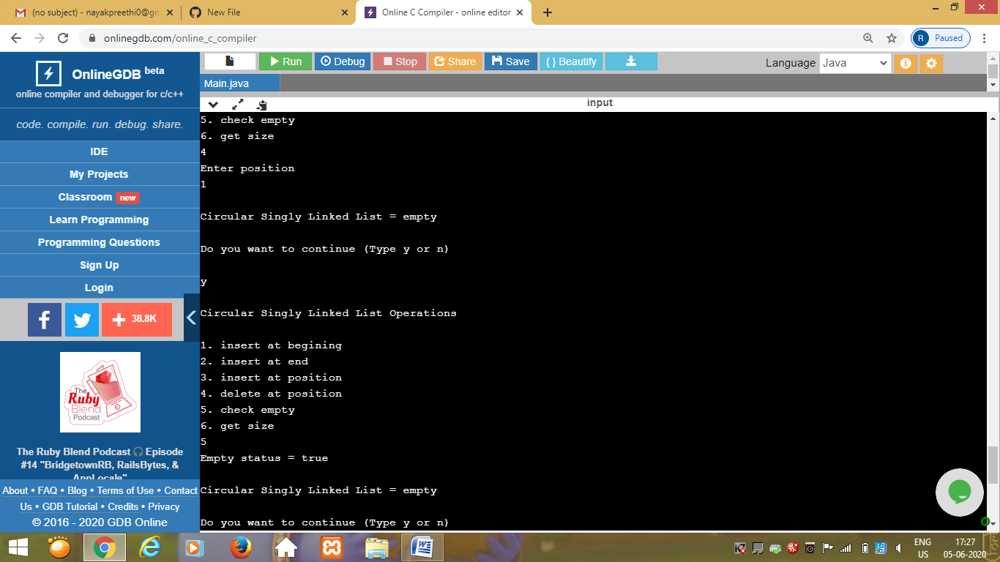 (no subject) - nayakpreethi0@gm
New File
Online C Compiler - online editor
onlinegdb.com/online_c_compiler
R Paused
OnlineGDB beta
online compiler and debugger for c/c++
code. compile. run. debug. share.
IDE
My Projects
Classroom new
Learn Programming
Programming Questions
Sign Up
Login
38.8K
The
Ruby
Blend
Podcast
The Ruby Blend Podcast 🎧 Episode
#14 "BridgetownRB, RailsBytes, &
AppLocale"
About • FAQ • Blog • Terms of Use • Contact
Us • GDB Tutorial • Credits • Privacy
© 2016 - 2020 GDB Online
Run Debug Stop Share Save { } Beautify
Language Java
Main.java
input
5. check empty
6. get size
4
Enter position
1
Circular Singly Linked List = empty
Do you want to continue (Type y or n)
y
Circular Singly Linked List Operations
1. insert at begining
2. insert at end
3. insert at position
4. delete at position
5. check empty
6. get size
5
Empty status = true
Circular Singly Linked List = empty
Do you want to continue (Type y or n)
ENG
US
17:27
05-06-2020